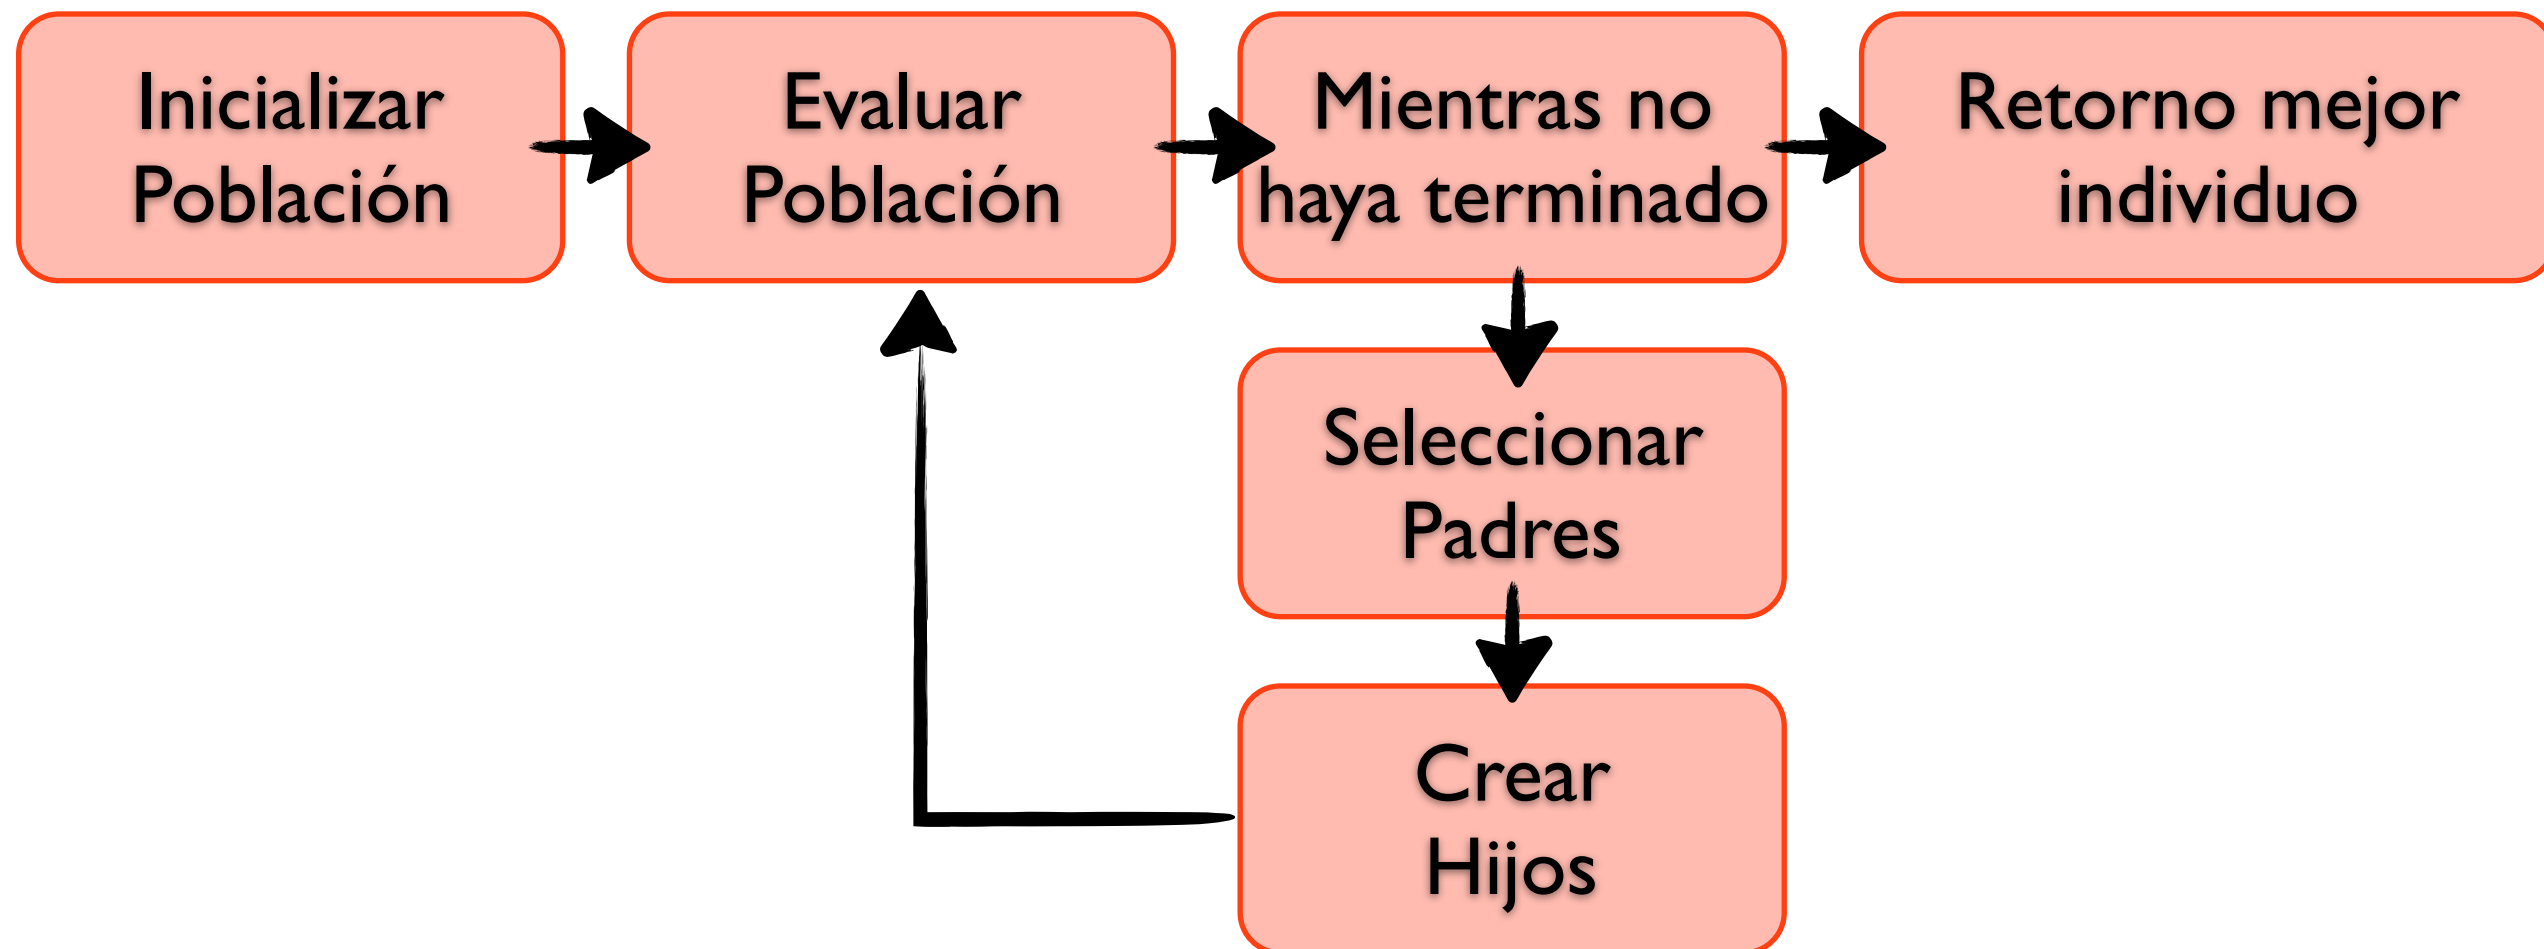 Inicializar
Población
Evaluar
Población
Mientras no
haya terminado
Retorno mejor
individuo
Seleccionar
Padres
Crear
Hijos